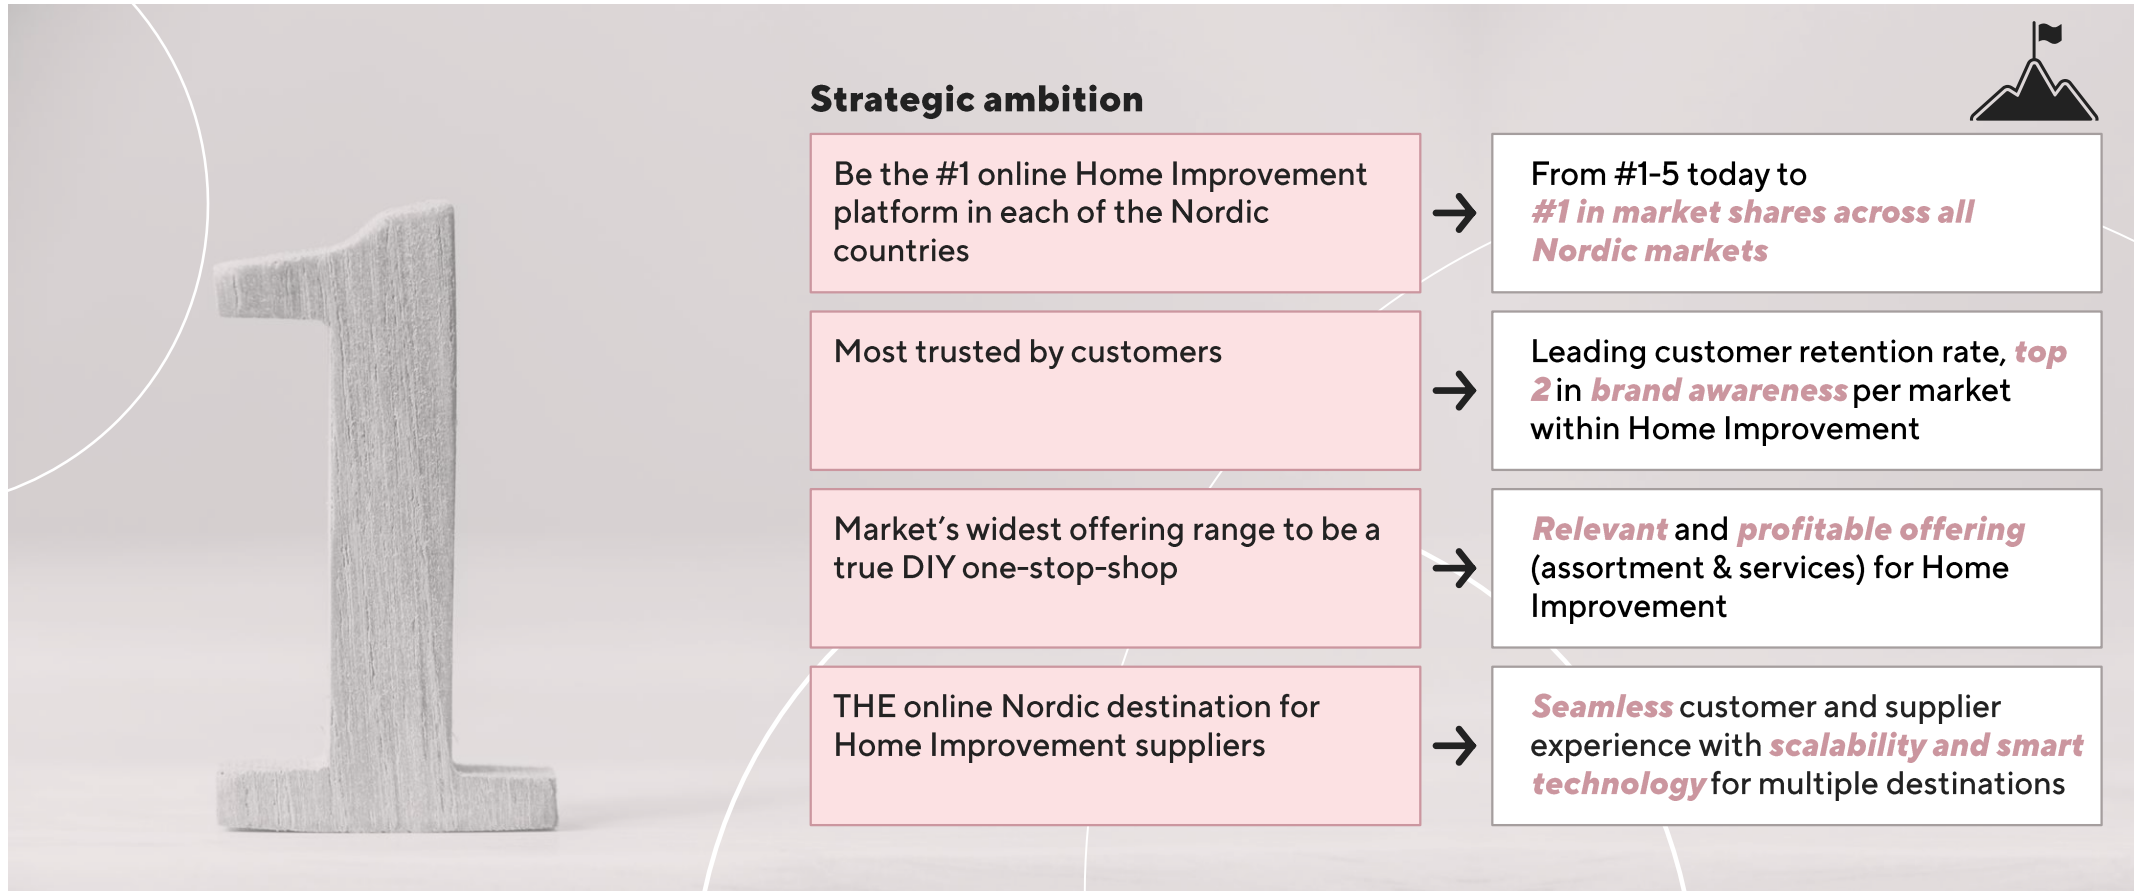 Strategic ambition
Be the #1 online Home Improvement
platform in each of the Nordic
countries
From #1-5 today to
#1 in market shares across all
Nordic markets
Most trusted by customers
Leading customer retention rate, top
2 in brand awareness per market
within Home Improvement
Market’s widest offering range to be a
true DIY one-stop-shop
Relevant and profitable offering
(assortment & services) for Home
Improvement
THE online Nordic destination for
Home Improvement suppliers
Seamless customer and supplier
experience with scalability and smart
technology for multiple destinations